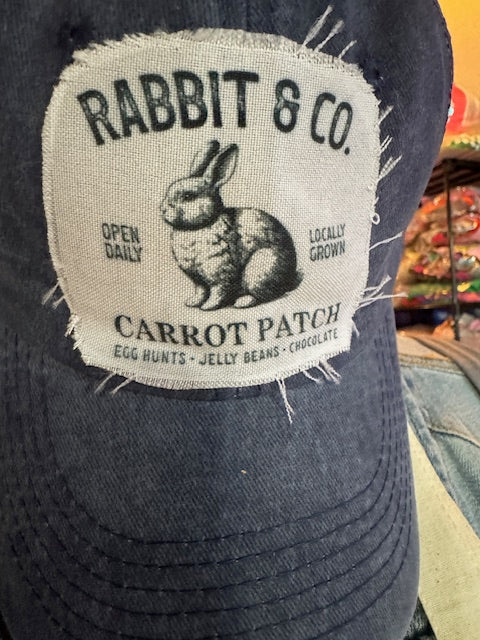 RABBIT & CO.
OPEN
DAILY
LOCALLY
GROWN
CARROT PATCH
EGG HUNTS • JELLY BEANS • CHOCOLATE